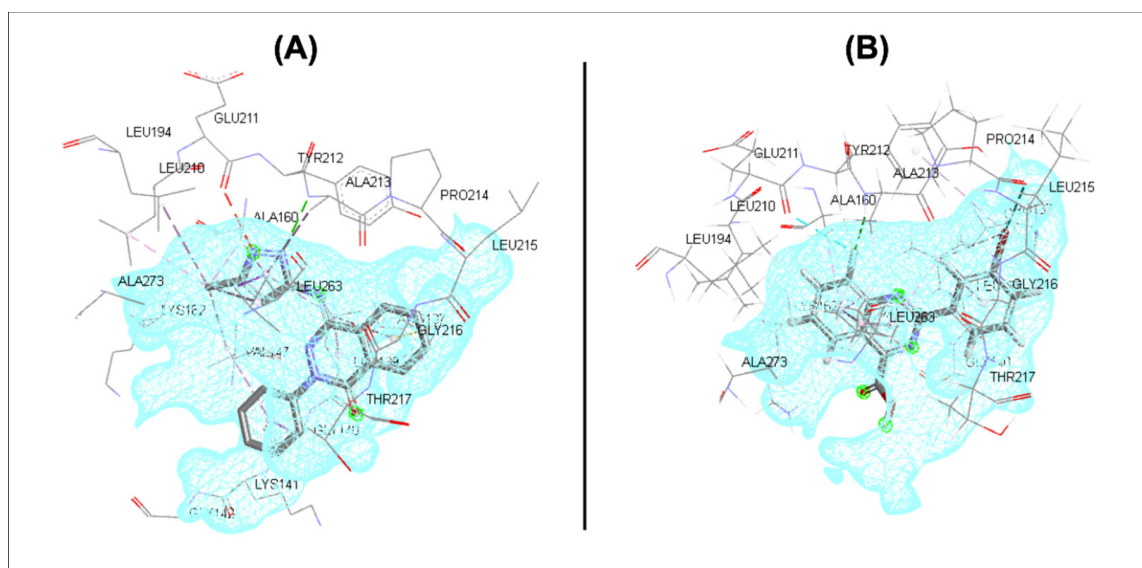 (A)
(B)
GLU211
LEU194
LEU210
TYR212
ALA213
PRO214
LEU215
ALA160
ALA273
LEU263
GLY216
THR217
LYS141
PRO214
GLU211
TYR212
ALA213
LEU215
LEU210
ALA160
LEU194
GLY216
LEU263
ALA273
THR217